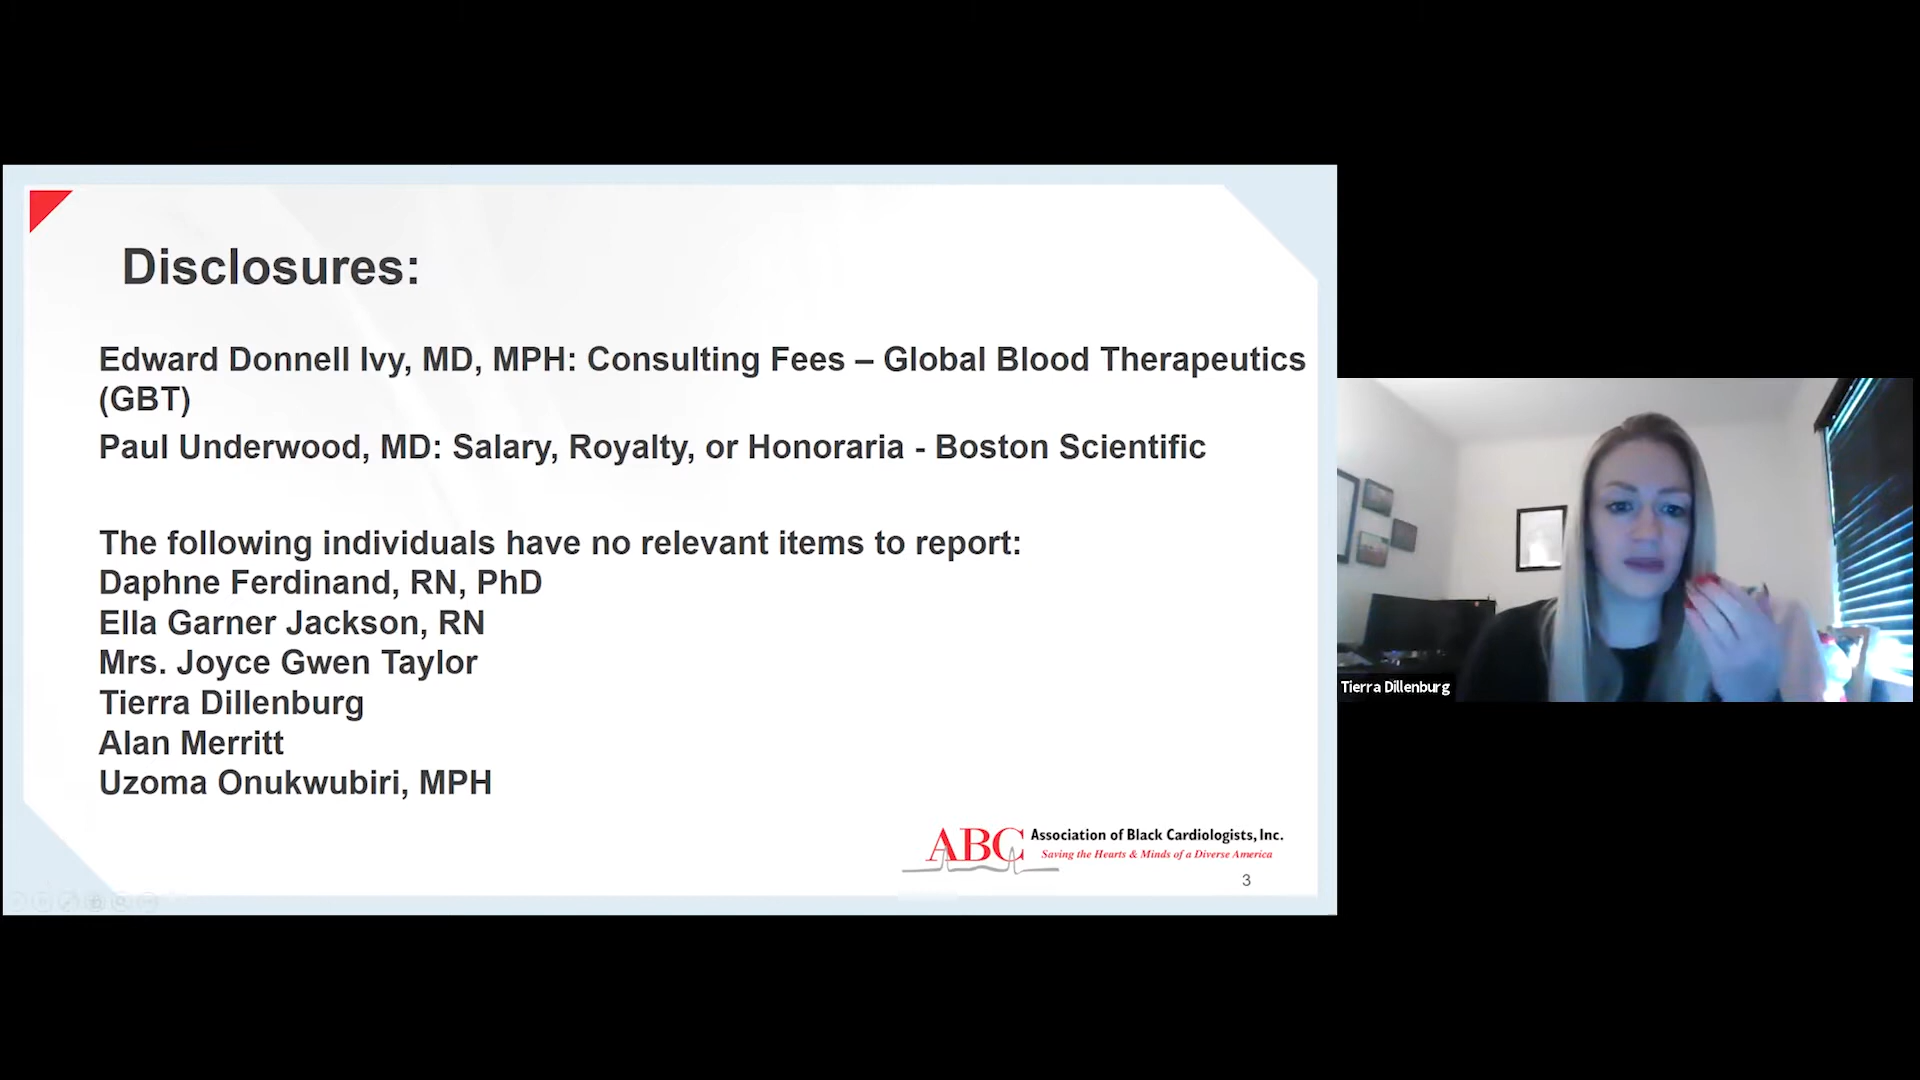 Disclosures:
Edward Donnell Ivy, MD, MPH: Consulting Fees – Global Blood Therapeutics
(GBT)
Paul Underwood, MD: Salary, Royalty, or Honoraria - Boston Scientific
The following individuals have no relevant items to report:
Daphne Ferdinand, RN, PhD
Ella Garner Jackson, RN
Mrs. Joyce Gwen Taylor
Tierra Dillenburg
Alan Merritt
Uzoma Onukwubiri, MPH
ABC Association of Black Cardiologists, Inc.
Saving the Hearts & Minds of a Diverse America
3
Tierra Dillenburg